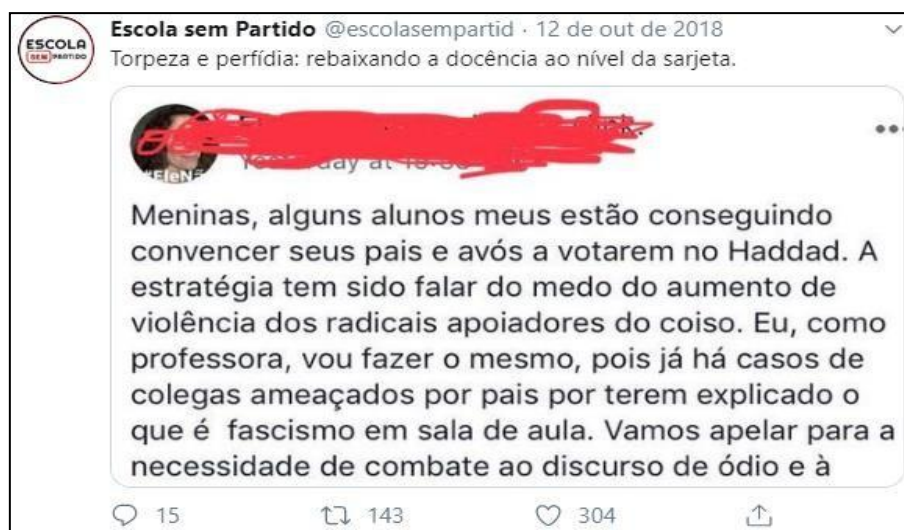 ESCOLA
SEM PARTIDO
Escola sem Partido @escolasempartid · 12 de out de 2018
Torpeza e perfídia: rebaixando a docência ao nível da sarjeta.
#EleNã
Meninas, alguns alunos meus estão conseguindo
convencer seus pais e avós a votarem no Haddad. A
estratégia tem sido falar do medo do aumento de
violência dos radicais apoiadores do coiso. Eu, como
professora, vou fazer o mesmo, pois já há casos de
colegas ameaçados por pais por terem explicado o
que é fascismo em sala de aula. Vamos apelar para a
necessidade de combate ao discurso de ódio e à
15 143 304